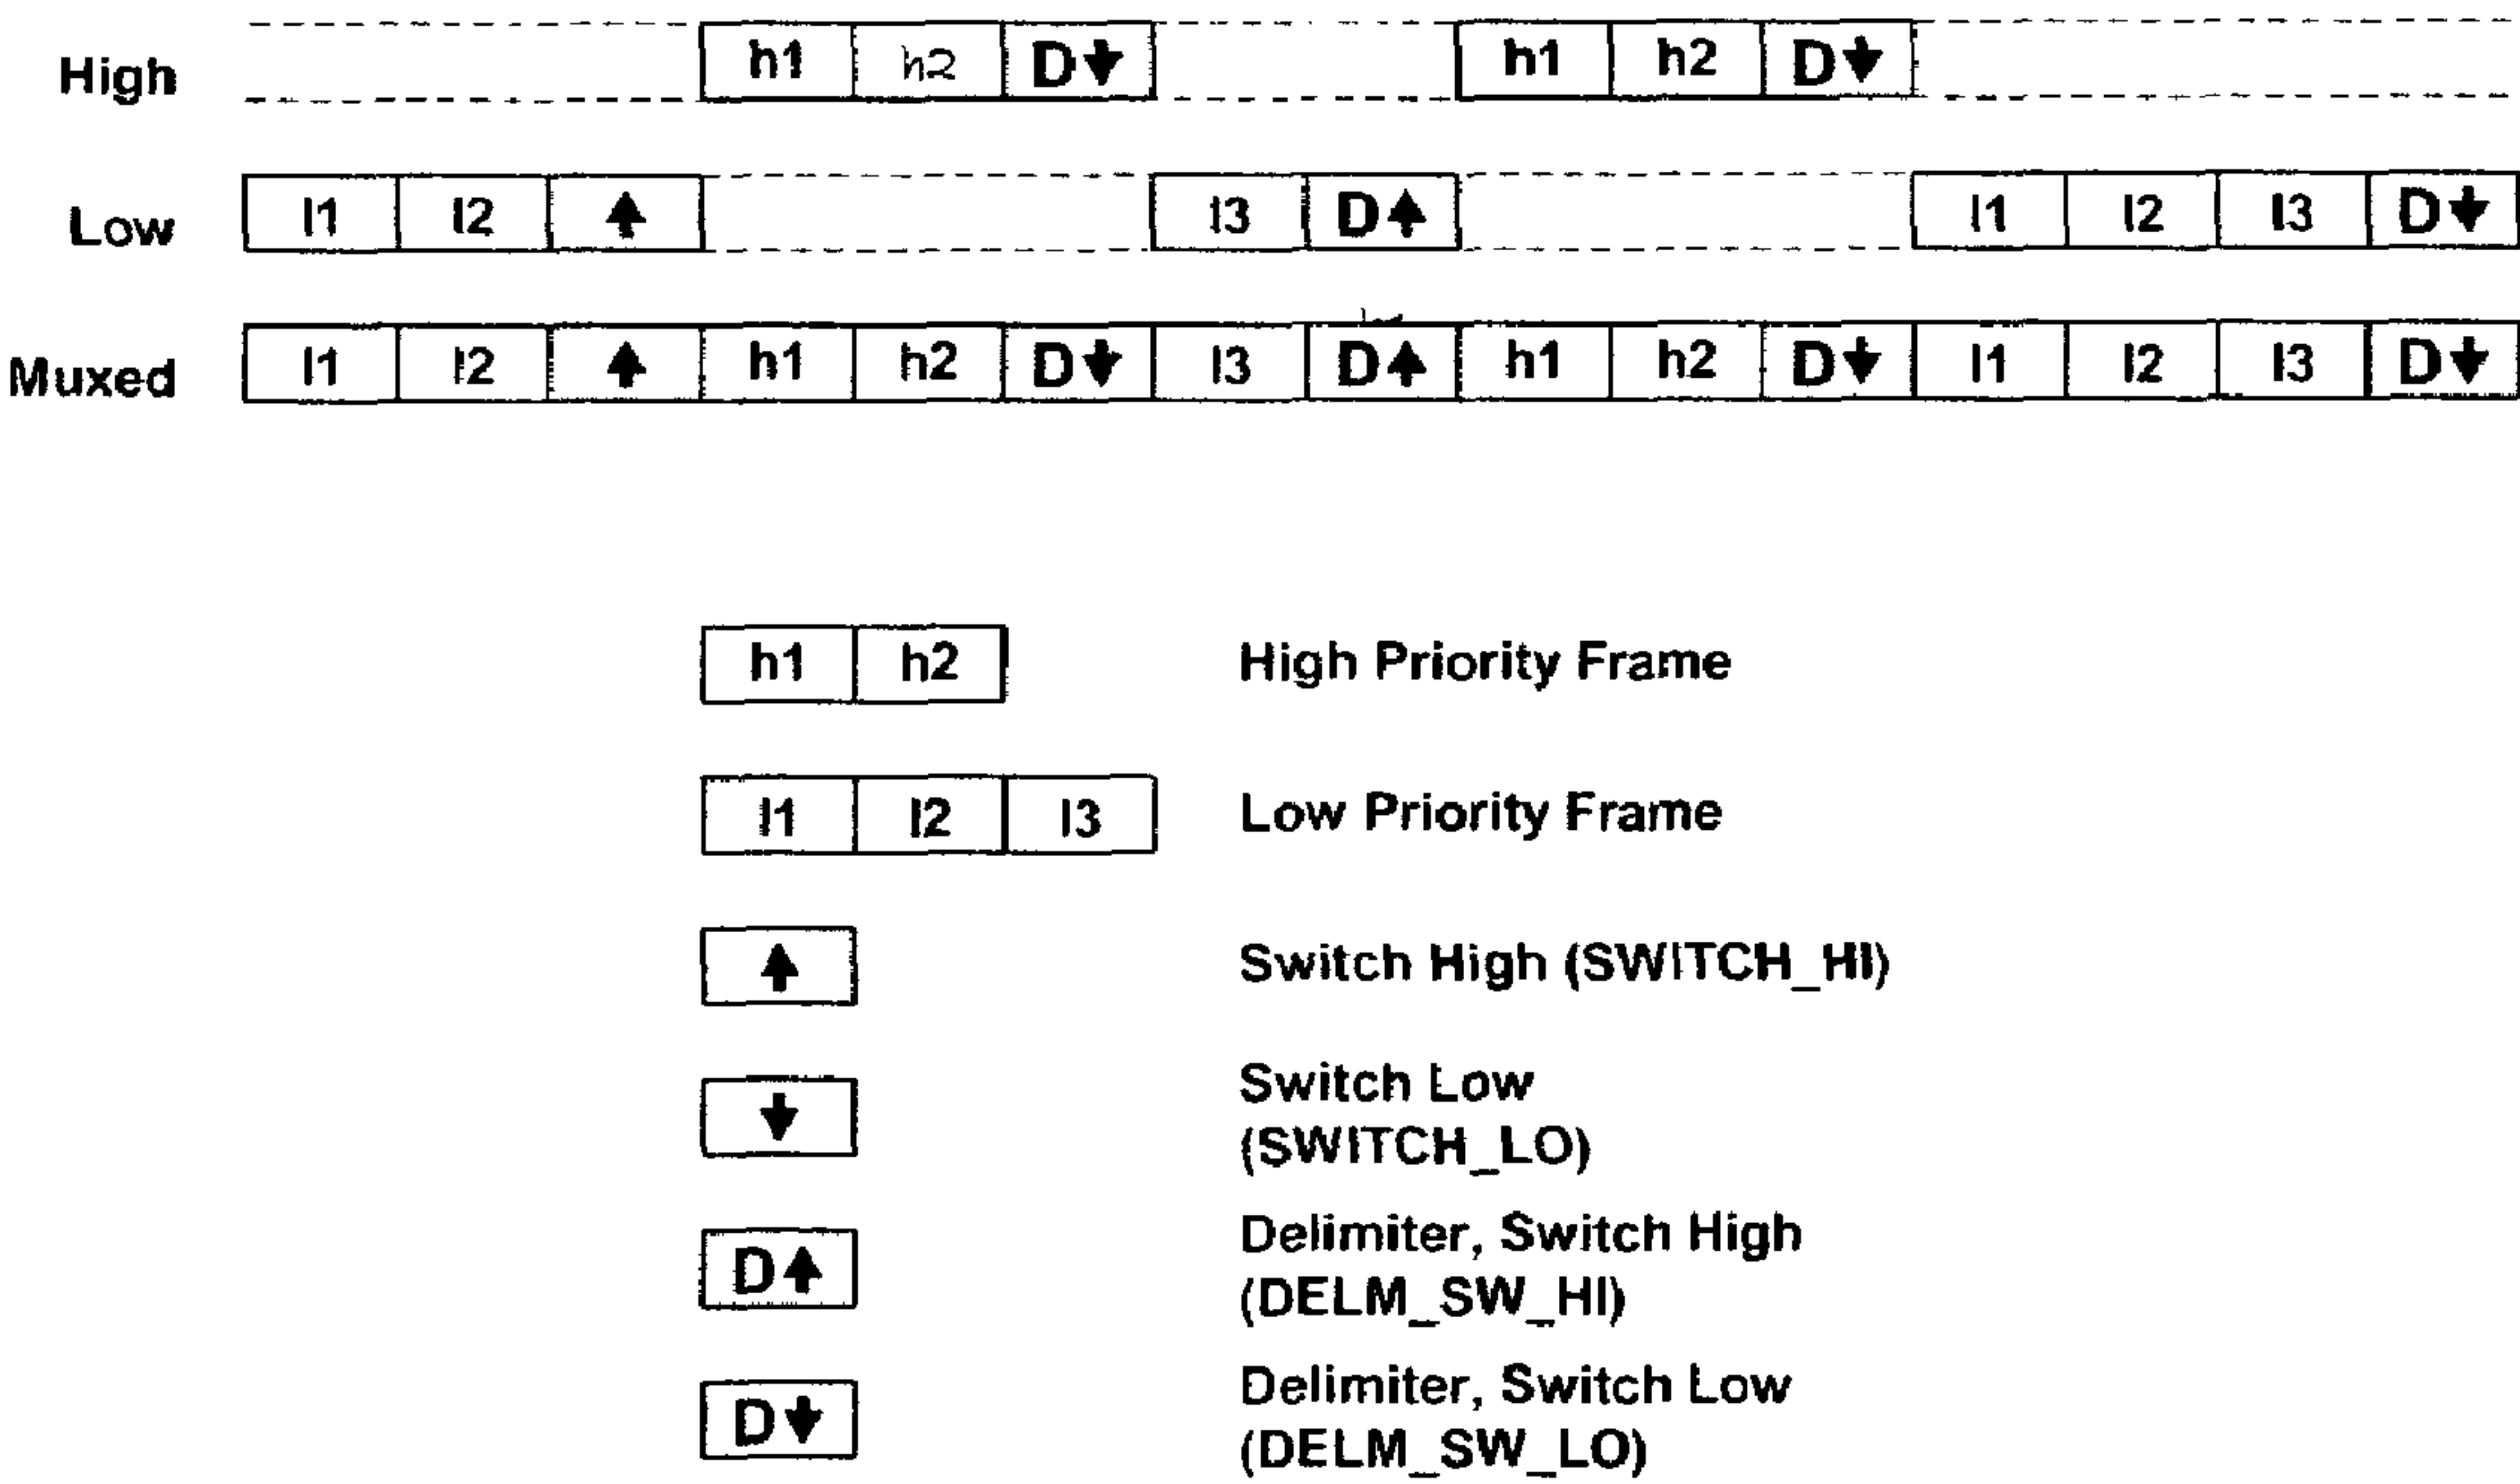 High h1 h2 D↓ h1 h2 D↓
Low l1 l2 ↑ l3 D↑ l1 l2 l3 D↓
Muxed l1 l2 ↑ h1 h2 D↓ l3 D↑ h1 h2 D↓ l1 l2 l3 D↓
h1 h2 High Priority Frame
l1 l2 l3 Low Priority Frame
↑ Switch High (SWITCH_HI)
↓ Switch Low
(SWITCH_LO)
D↑ Delimiter, Switch High
(DELM_SW_HI)
D↓ Delimiter, Switch Low
(DELM_SW_LO)